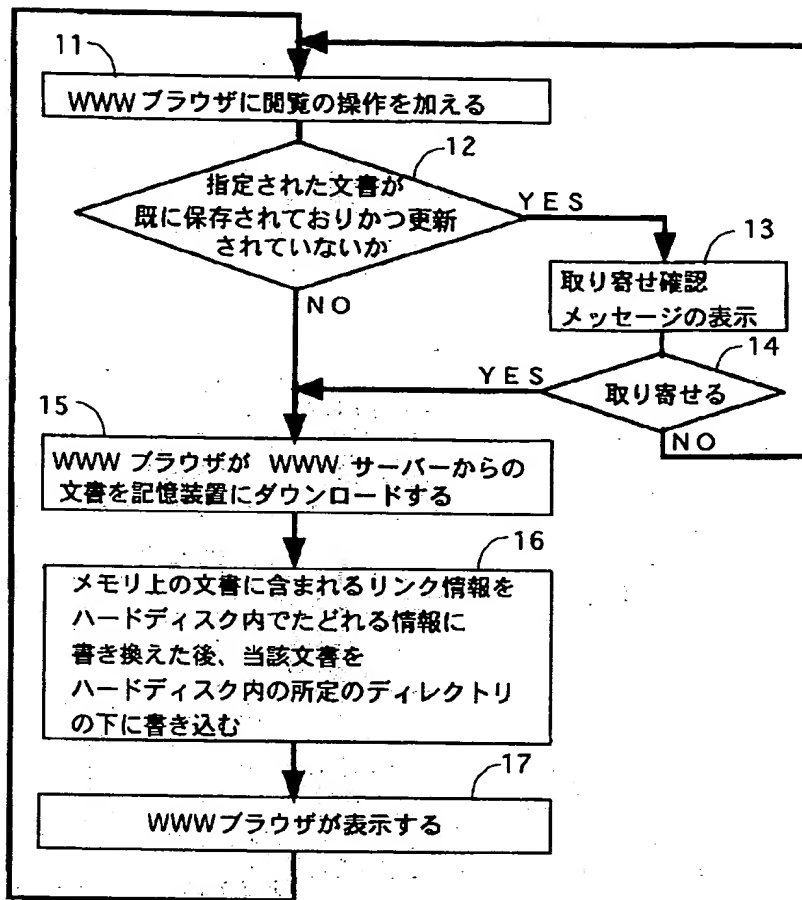 11
WWWブラウザに閲覧の操作を加える
12
指定された文書が
既に保存されておりかつ更新
されていないか
YES
NO
13
取り寄せ確認
メッセージの表示
14
取り寄せる
YES
NO
15
WWWブラウザが WWWサーバーからの
文書を記憶装置にダウンロードする
16
メモリ上の文書に含まれるリンク情報を
ハードディスク内でたどれる情報に
書き換えた後、当該文書を
ハードディスク内の所定のディレクトリ
の下に書き込む
17
WWWブラウザが表示する